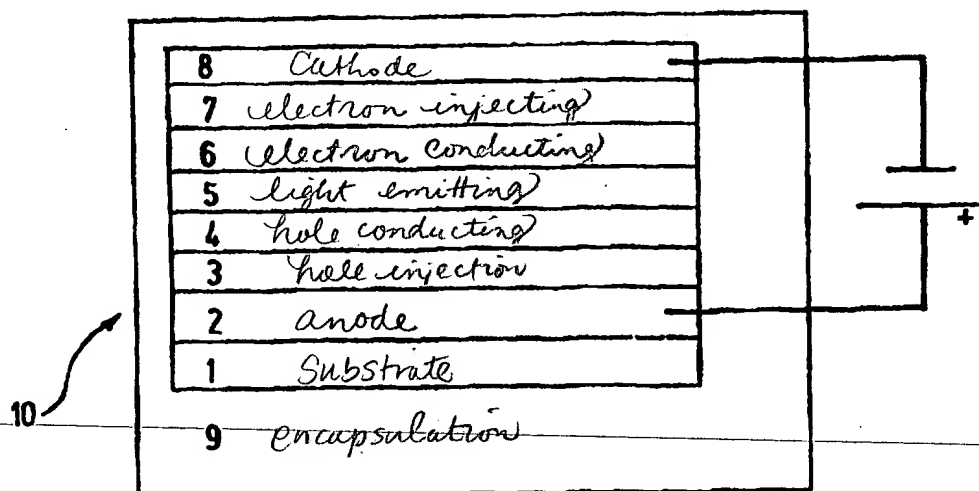 8 Cathode
7 electron injecting
6 electron conducting
5 light emitting
4 hole conducting
+
3 hole injection
2 anode
1 Substrate
10
9 encapsulation